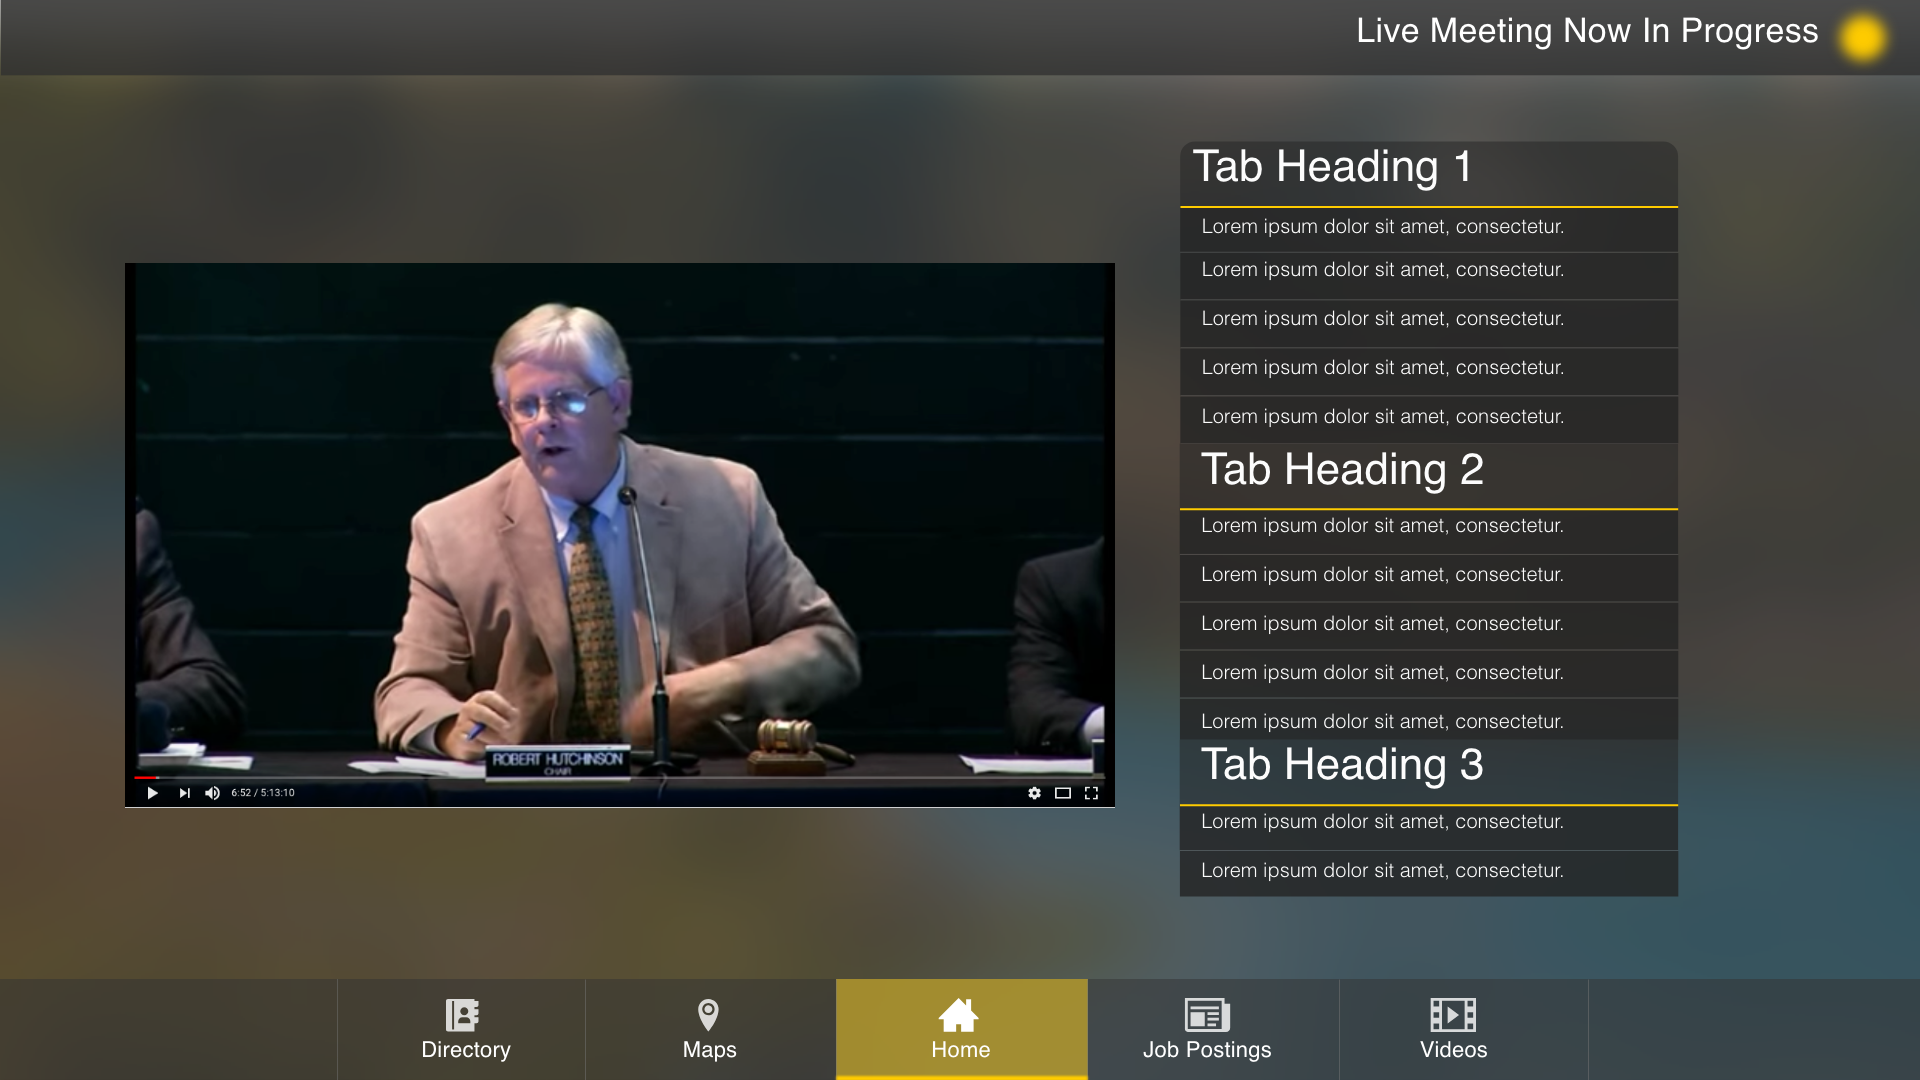 Live Meeting Now In Progress
Tab Heading 1
Lorem ipsum dolor sit amet, consectetur.
Lorem ipsum dolor sit amet, consectetur.
Lorem ipsum dolor sit amet, consectetur.
Lorem ipsum dolor sit amet, consectetur.
Lorem ipsum dolor sit amet, consectetur.
Tab Heading 2
Lorem ipsum dolor sit amet, consectetur.
Lorem ipsum dolor sit amet, consectetur.
Lorem ipsum dolor sit amet, consectetur.
Lorem ipsum dolor sit amet, consectetur.
Lorem ipsum dolor sit amet, consectetur.
Tab Heading 3
Lorem ipsum dolor sit amet, consectetur.
Lorem ipsum dolor sit amet, consectetur.
ROBERT HUTCHINSON
CHAIR
6:52 / 5:13:10
Directory
Maps
Home
Job Postings
Videos